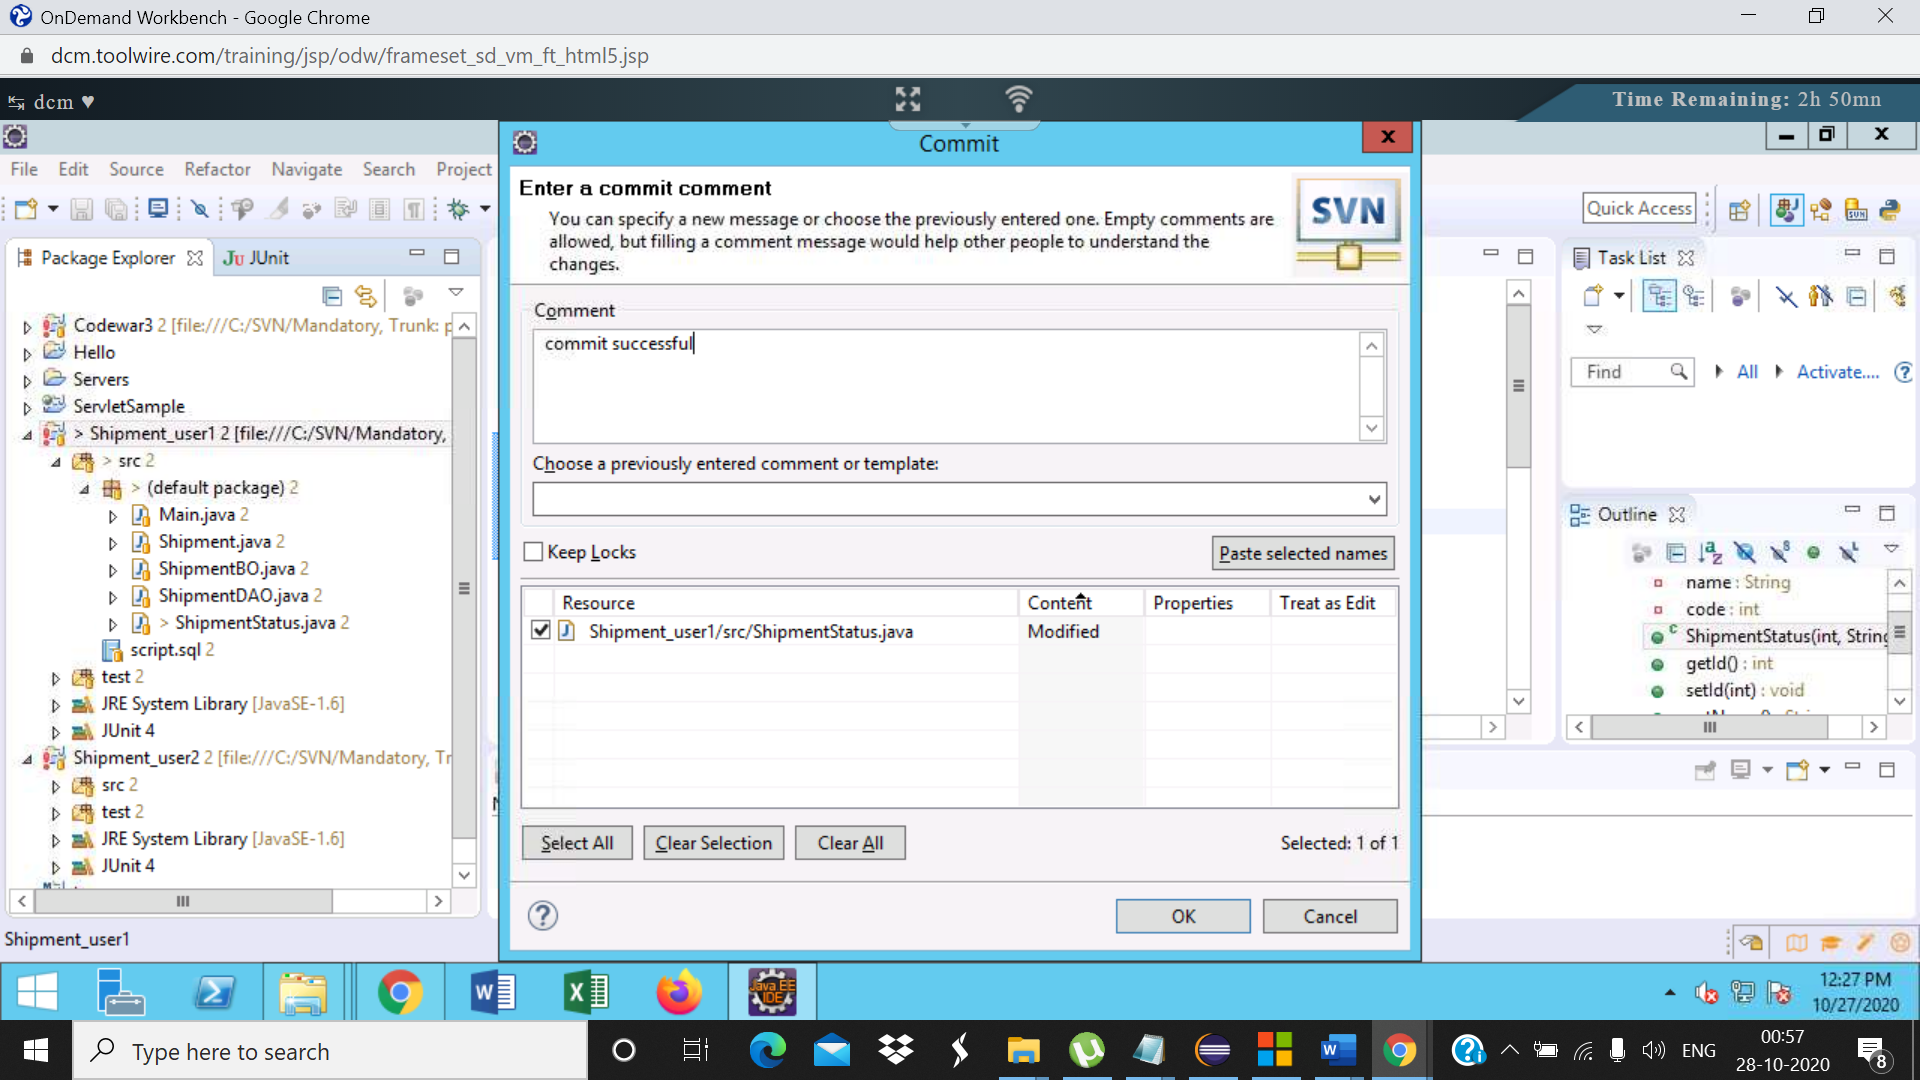 OnDemand Workbench - Google Chrome
dcm.toolwire.com/training/jsp/odw/frameset_sd_vm_ft_html5.jsp
dcm ♥
Time Remaining: 2h 50mn
Commit
File Edit Source Refactor Navigate Search Project
Quick Access
Package Explorer
JUnit
Codewar3 2 [file:///C:/SVN/Mandatory, Trunk:
Hello
Servers
ServletSample
> Shipment_user1 2 [file:///C:/SVN/Mandatory,
> src 2
> (default package) 2
Main.java 2
Shipment.java 2
ShipmentBO.java 2
ShipmentDAO.java 2
> ShipmentStatus.java 2
script.sql 2
test 2
JRE System Library [JavaSE-1.6]
JUnit 4
Shipment_user2 2 [file:///C:/SVN/Mandatory, Tr
src 2
test 2
JRE System Library [JavaSE-1.6]
JUnit 4
Shipment_user1
Enter a commit comment
You can specify a new message or choose the previously entered one. Empty comments are
allowed, but filling a comment message would help other people to understand the
changes.
SVN
Comment
commit successful
Choose a previously entered comment or template:
Keep Locks
Paste selected names
Resource Content Properties Treat as Edit
Shipment_user1/src/ShipmentStatus.java Modified
Select All Clear Selection Clear All Selected: 1 of 1
OK Cancel
Task List
Find All Activate....
Outline
name : String
code : int
ShipmentStatus(int, String
getId() : int
setId(int) : void
Java EE
IDE
12:27 PM
10/27/2020
Type here to search
ENG
00:57
28-10-2020
8